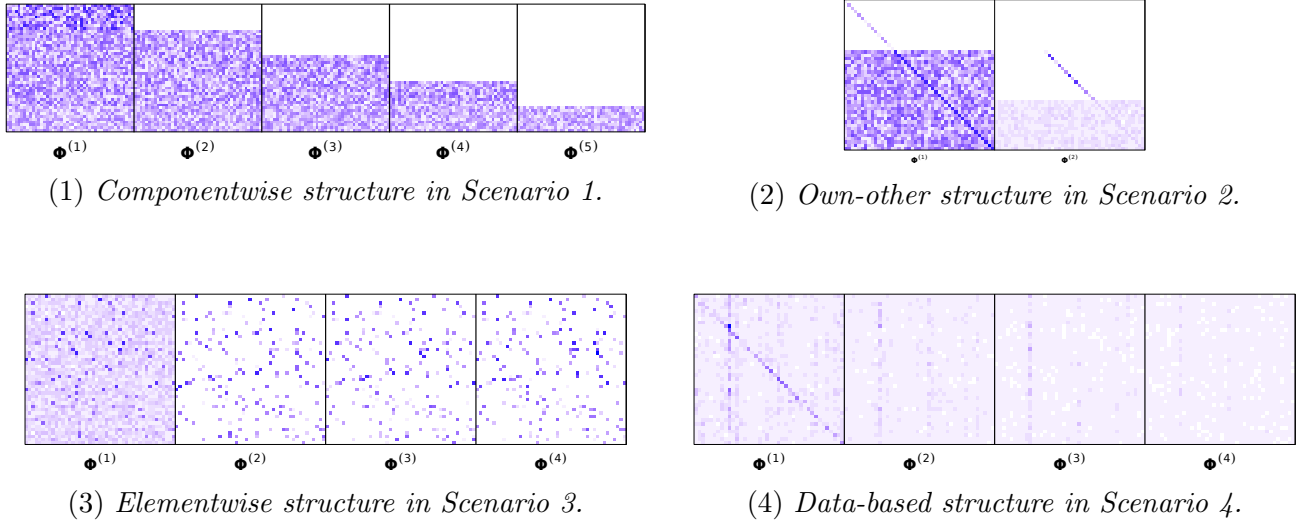 Φ(1) Φ(2) Φ(3) Φ(4) Φ(5)
(1) Componentwise structure in Scenario 1.
Φ(1) Φ(2)
(2) Own-other structure in Scenario 2.
Φ(1) Φ(2) Φ(3) Φ(4)
(3) Elementwise structure in Scenario 3.
Φ(1) Φ(2) Φ(3) Φ(4)
(4) Data-based structure in Scenario 4.